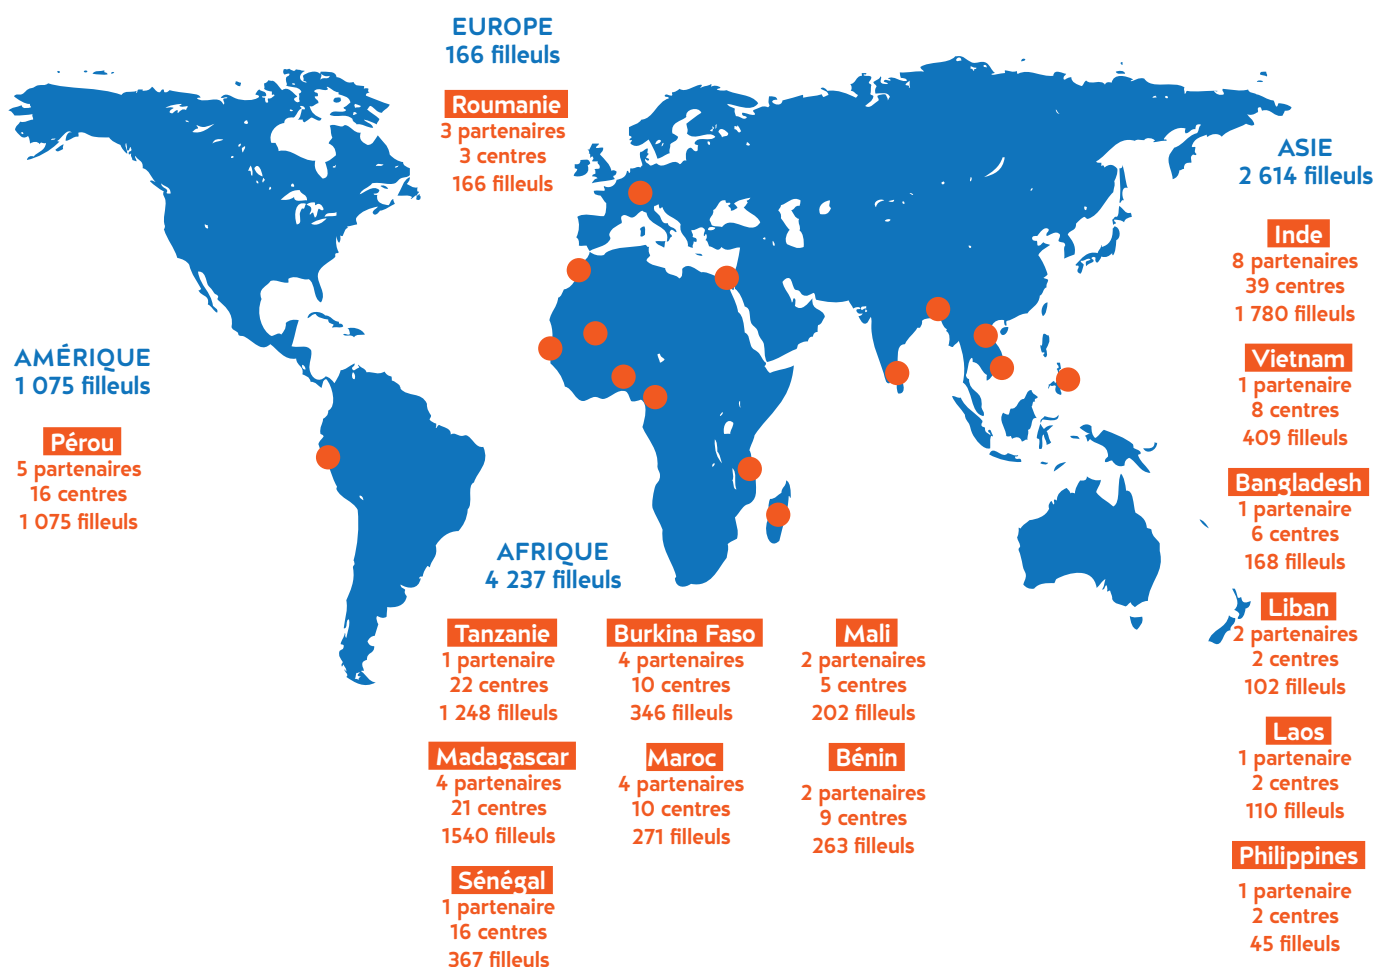 EUROPE
166 filleuls
Roumanie
3 partenaires
3 centres
166 filleuls
AMÉRIQUE
1 075 filleuls
Pérou
5 partenaires
16 centres
1 075 filleuls
AFRIQUE
4 237 filleuls
Tanzanie
1 partenaire
22 centres
1 248 filleuls
Burkina Faso
4 partenaires
10 centres
346 filleuls
Mali
2 partenaires
5 centres
202 filleuls
Madagascar
4 partenaires
21 centres
1540 filleuls
Maroc
4 partenaires
10 centres
271 filleuls
Bénin
2 partenaires
9 centres
263 filleuls
Sénégal
1 partenaire
16 centres
367 filleuls
ASIE
2 614 filleuls
Inde
8 partenaires
39 centres
1 780 filleuls
Vietnam
1 partenaire
8 centres
409 filleuls
Bangladesh
1 partenaire
6 centres
168 filleuls
Liban
2 partenaires
2 centres
102 filleuls
Laos
1 partenaire
2 centres
110 filleuls
Philippines
1 partenaire
2 centres
45 filleuls